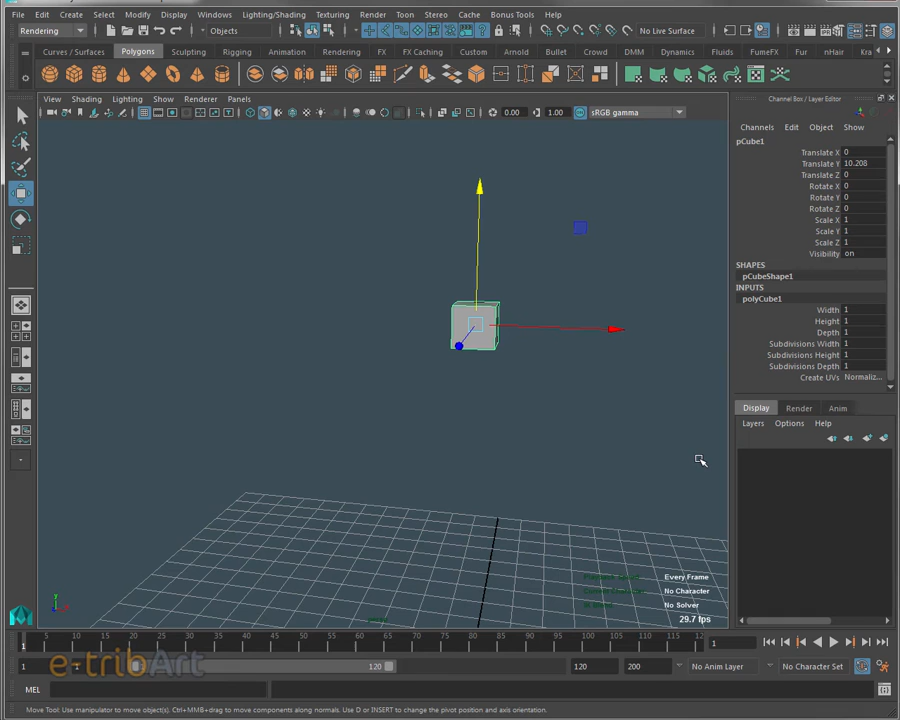 File Edit Create Select Modify Display Windows Lighting/Shading Texturing Render Toon Stereo Cache Bonus Tools Help
Rendering Objects No Live Surface
Curves / Surfaces Polygons Sculpting Rigging Animation Rendering FX FX Caching Custom Arnold Bullet Crowd DMM Dynamics Fluids FumeFX Fur nHair Kra
View Shading Lighting Show Renderer Panels
0.00 1.00 sRGB gamma
Channel Box / Layer Editor
Channels Edit Object Show
pCube1
Translate X 0
Translate Y 10.208
Translate Z 0
Rotate X 0
Rotate Y 0
Rotate Z 0
Scale X 1
Scale Y 1
Scale Z 1
Visibility on
SHAPES
pCubeShape1
INPUTS
polyCube1
Width 1
Height 1
Depth 1
Subdivisions Width 1
Subdivisions Height 1
Subdivisions Depth 1
Create UVs Normaliz...
Display Render Anim
Layers Options Help
Every Frame
No Character
No Solver
29.7 fps
y
5 10 15 20 25 30 35 40 45 50 55 60 65 70 75 80 85 90 95 100 105 110 115 120
1 1
1 1 120 120 200 No Anim Layer No Character Set
e-tribArt
MEL
Move Tool: Use manipulator to move object(s). Ctrl+MMB+drag to move components along normals. Use D or INSERT to change the pivot position and axis orientation.